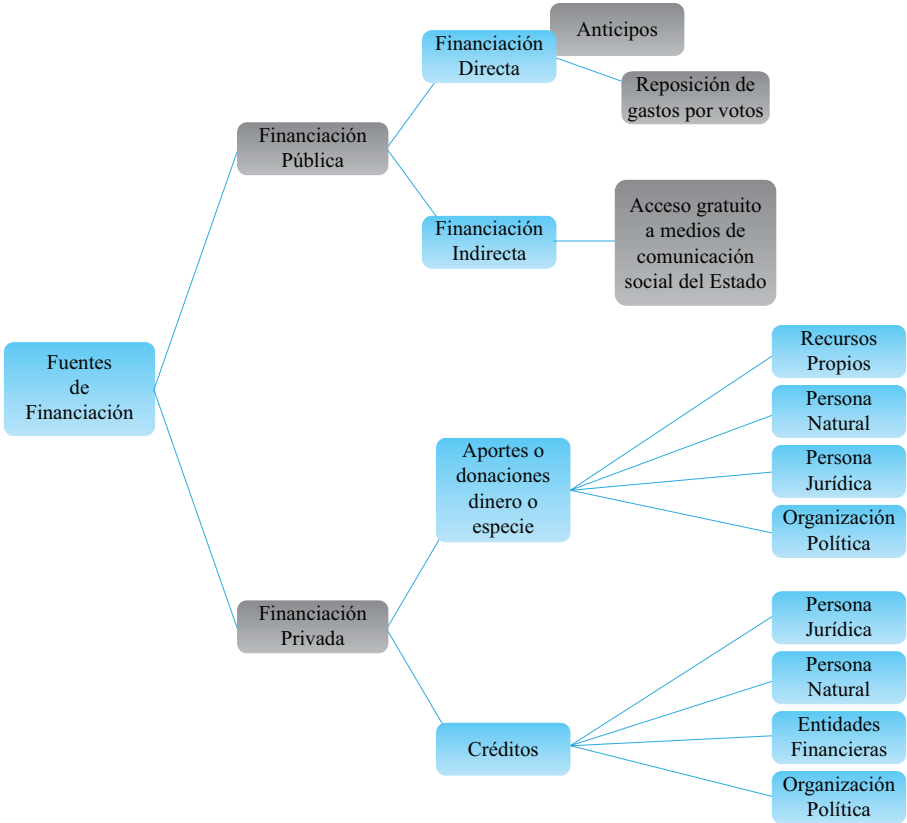 Fuentes
de
Financiación
Financiación
Pública
Financiación
Directa
Anticipos
Reposición de
gastos por votos
Financiación
Indirecta
Acceso gratuito
a medios de
comunicación
social del Estado
Financiación
Privada
Aportes o
donaciones
dinero o
especie
Recursos
Propios
Persona
Natural
Persona
Jurídica
Organización
Política
Créditos
Persona
Jurídica
Persona
Natural
Entidades
Financieras
Organización
Política